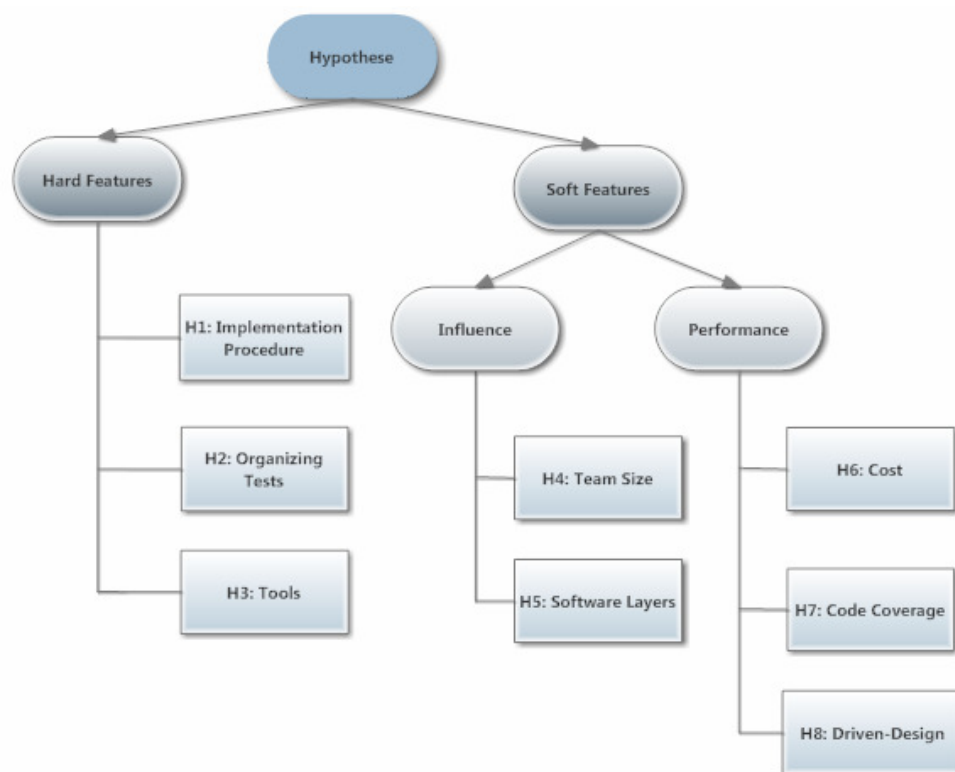 Hypothese
Hard Features
Soft Features
H1: Implementation
Procedure
Influence
Performance
H2: Organizing
Tests
H4: Team Size
H6: Cost
H3: Tools
H5: Software Layers
H7: Code Coverage
H8: Driven-Design